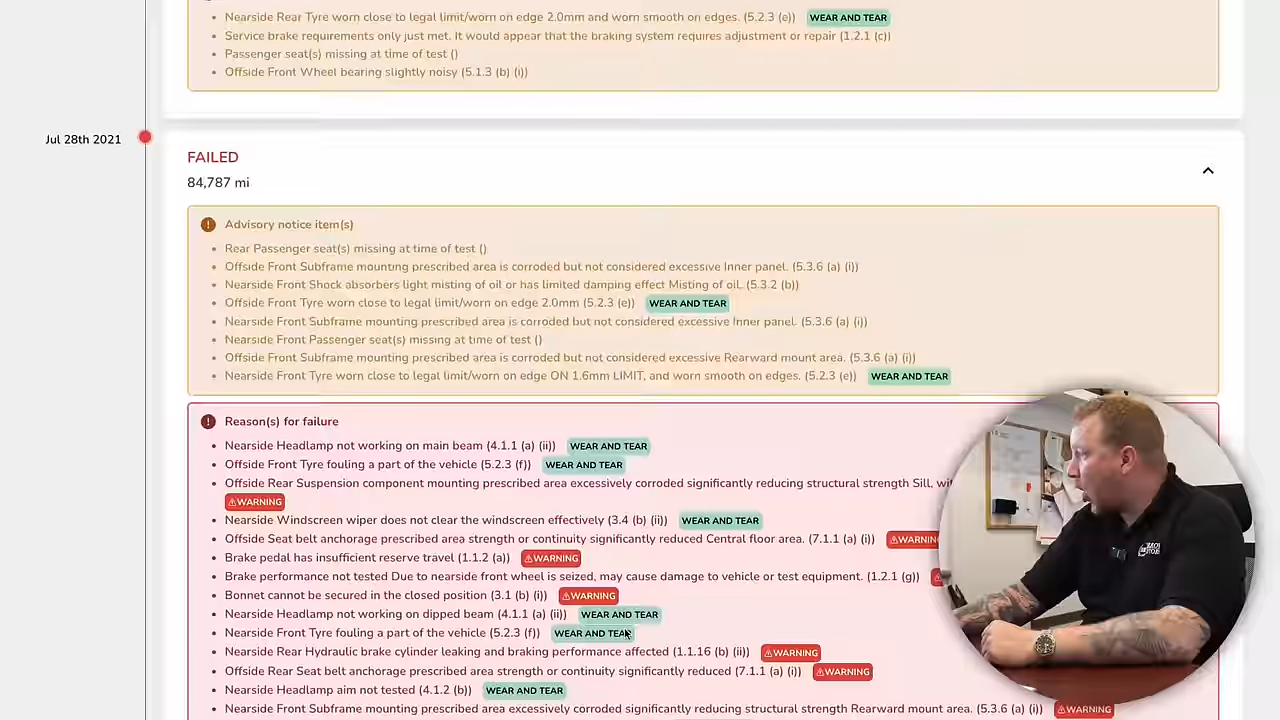 Nearside Rear Tyre worn close to legal limit/worn on edge 2.0mm and worn smooth on edges. (5.2.3 (e)) WEAR AND TEAR
Service brake requirements only just met. It would appear that the braking system requires adjustment or repair (1.2.1 (c))
Passenger seat(s) missing at time of test ()
Offside Front Wheel bearing slightly noisy (5.1.3 (b) (i))
Jul 28th 2021
FAILED
84,787 mi
Advisory notice item(s)
Rear Passenger seat(s) missing at time of test ()
Offside Front Subframe mounting prescribed area is corroded but not considered excessive Inner panel. (5.3.6 (a) (i))
Nearside Front Shock absorbers light misting of oil or has limited damping effect Misting of oil. (5.3.2 (b))
Offside Front Tyre worn close to legal limit/worn on edge 2.0mm (5.2.3 (e)) WEAR AND TEAR
Nearside Front Subframe mounting prescribed area is corroded but not considered excessive Inner panel. (5.3.6 (a) (i))
Nearside Front Passenger seat(s) missing at time of test ()
Offside Front Subframe mounting prescribed area is corroded but not considered excessive Rearward mount area. (5.3.6 (a) (i))
Nearside Front Tyre worn close to legal limit/worn on edge ON 1.6mm LIMIT, and worn smooth on edges. (5.2.3 (e)) WEAR AND TEAR
Reason(s) for failure
Nearside Headlamp not working on main beam (4.1.1 (a) (ii)) WEAR AND TEAR
Offside Front Tyre fouling a part of the vehicle (5.2.3 (f)) WEAR AND TEAR
Offside Rear Suspension component mounting prescribed area excessively corroded significantly reducing structural strength Sill,
⚠WARNING
Nearside Windscreen wiper does not clear the windscreen effectively (3.4 (b) (ii)) WEAR AND TEAR
Offside Seat belt anchorage prescribed area strength or continuity significantly reduced Central floor area. (7.1.1 (a) (i)) ⚠WARNING
Brake pedal has insufficient reserve travel (1.1.2 (a)) ⚠WARNING
Brake performance not tested Due to nearside front wheel is seized, may cause damage to vehicle or test equipment. (1.2.1 (g))
Bonnet cannot be secured in the closed position (3.1 (b) (i)) ⚠WARNING
Nearside Headlamp not working on dipped beam (4.1.1 (a) (ii)) WEAR AND TEAR
Nearside Front Tyre fouling a part of the vehicle (5.2.3 (f)) WEAR AND TEAR
Nearside Rear Hydraulic brake cylinder leaking and braking performance affected (1.1.16 (b) (ii)) ⚠WARNING
Offside Rear Seat belt anchorage prescribed area strength or continuity significantly reduced (7.1.1 (a) (i)) ⚠WARNING
Nearside Headlamp aim not tested (4.1.2 (b)) WEAR AND TEAR
Nearside Front Subframe mounting prescribed area excessively corroded significantly reducing structural strength Rearward mount area. (5.3.6 (a) (i)) ⚠WARNING